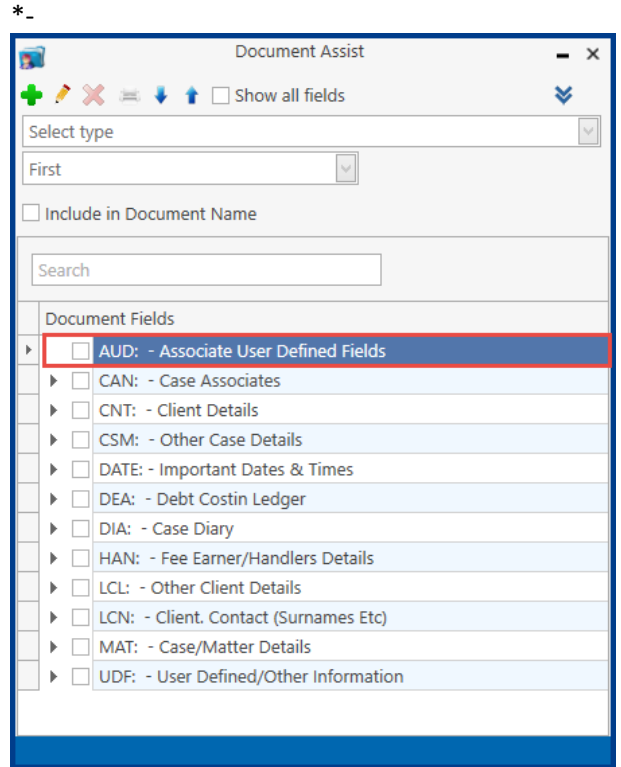 *-
Document Assist
Show all fields
Select type
First
Include in Document Name
Search
Document Fields
AUD:  - Associate User Defined Fields
CAN:  - Case Associates
CNT:  - Client Details
CSM:  - Other Case Details
DATE: - Important Dates & Times
DEA:  - Debt Costin Ledger
DIA:  - Case Diary
HAN:  - Fee Earner/Handlers Details
LCL:  - Other Client Details
LCN:  - Client. Contact (Surnames Etc)
MAT:  - Case/Matter Details
UDF:  - User Defined/Other Information